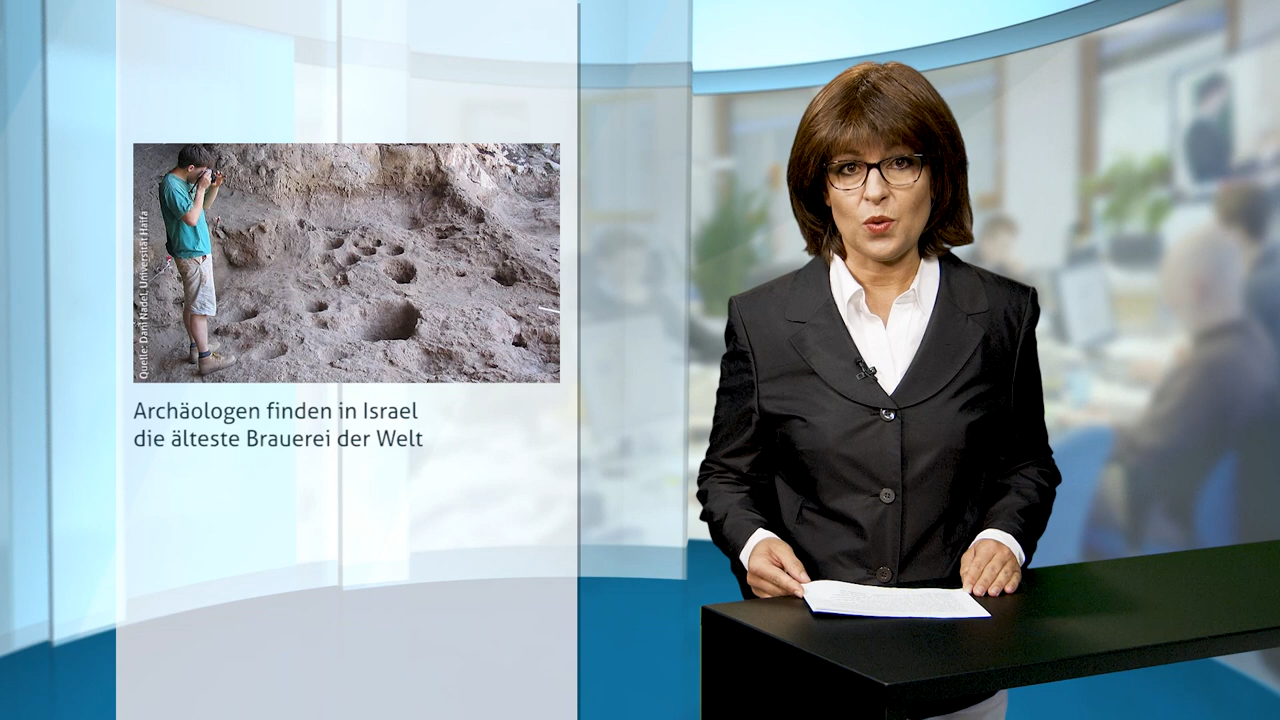 Quelle: Dani Nadel, Universität Haifa
Archäologen finden in Israel
die älteste Brauerei der Welt